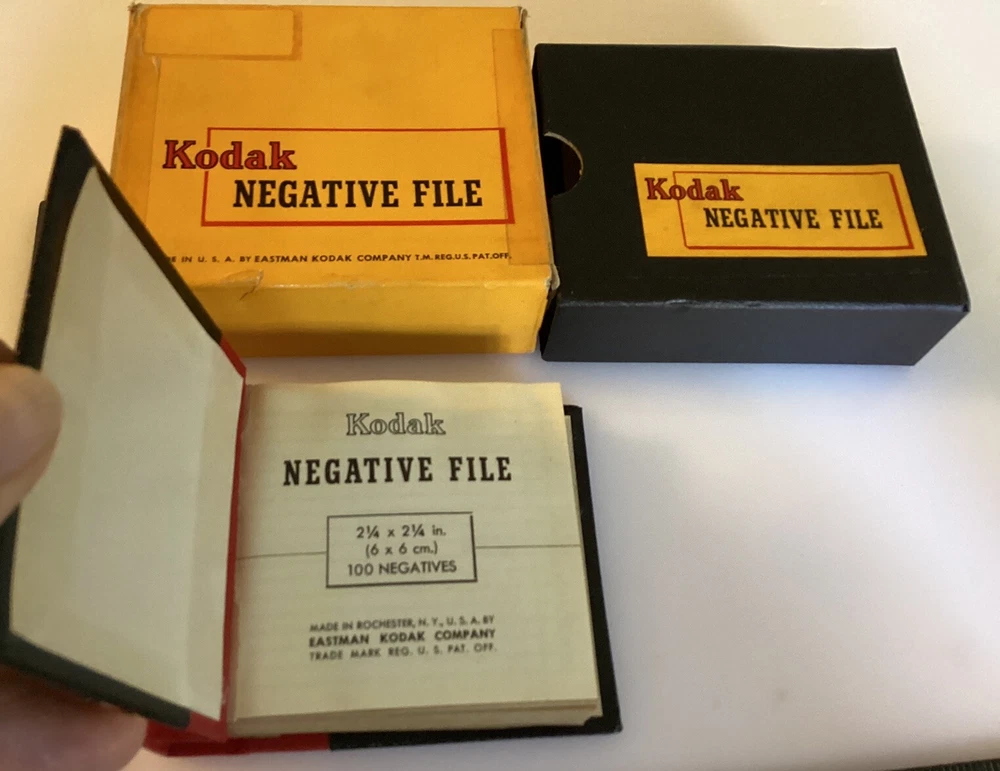 Kodak
NEGATIVE FILE
IN U. S. A. BY EASTMAN KODAK COMPANY T.M. REG. U.S. PAT. OFF.
Kodak
NEGATIVE FILE
Kodak
NEGATIVE FILE
2¼ x 2¼ in.
(6 x 6 cm.)
100 NEGATIVES
MADE IN ROCHESTER, N. Y., U. S. A. BY
EASTMAN KODAK COMPANY
TRADE MARK REG. U. S. PAT. OFF.